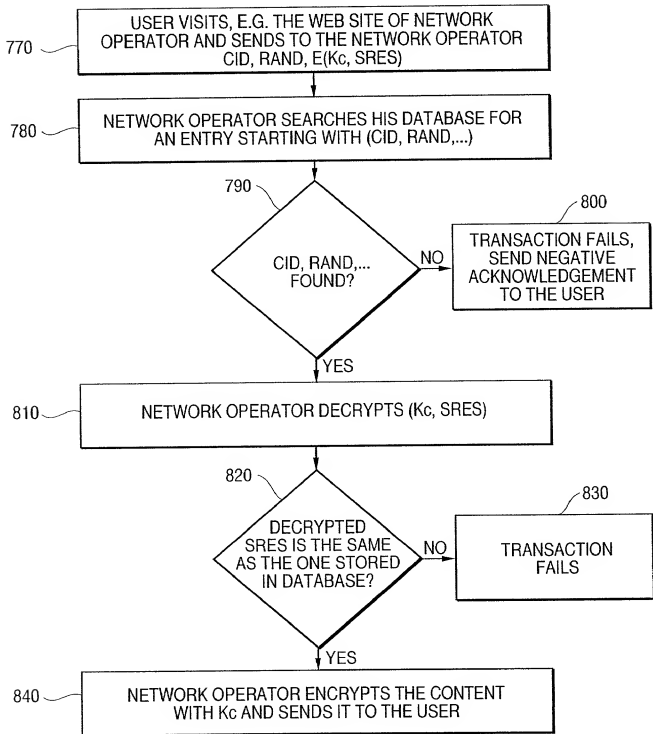 USER VISITS, E.G. THE WEB SITE OF NETWORK
OPERATOR AND SENDS TO THE NETWORK OPERATOR
CID, RAND, E(Kc, SRES)
770
NETWORK OPERATOR SEARCHES HIS DATABASE FOR
AN ENTRY STARTING WITH (CID, RAND,...)
780
790
CID, RAND,...
FOUND?
NO
800
TRANSACTION FAILS,
SEND NEGATIVE
ACKNOWLEDGEMENT
TO THE USER
YES
810
NETWORK OPERATOR DECRYPTS (Kc, SRES)
820
DECRYPTED
SRES IS THE SAME
AS THE ONE STORED
IN DATABASE?
NO
830
TRANSACTION
FAILS
YES
840
NETWORK OPERATOR ENCRYPTS THE CONTENT
WITH Kc AND SENDS IT TO THE USER